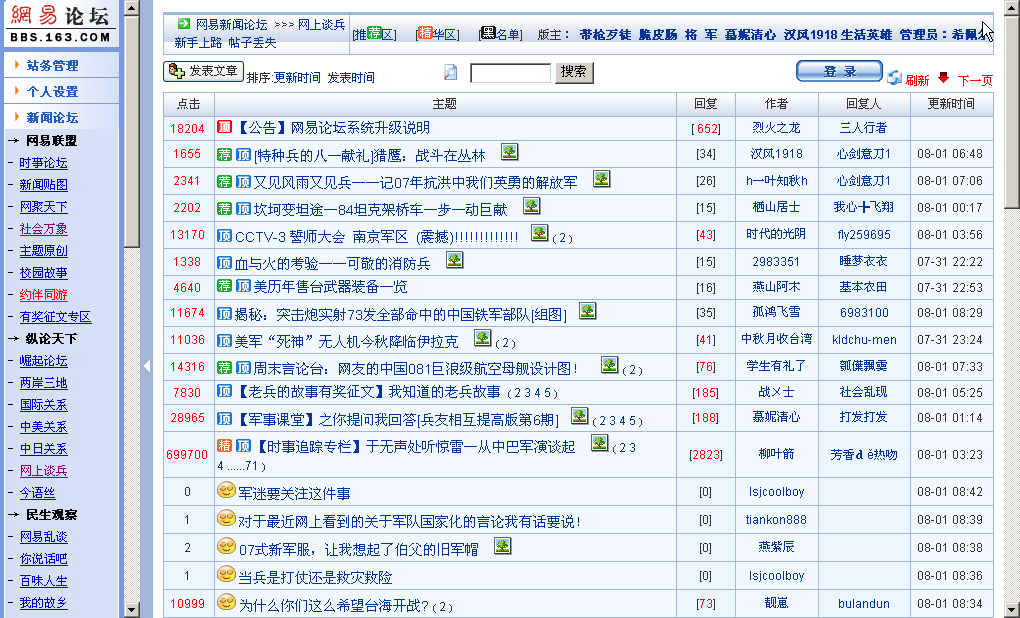 網易论坛
BBS.163.COM
站务管理
个人设置
新闻论坛
→ 网易联盟
- 时事论坛
- 新闻贴图
- 网聚天下
- 社会万象
- 主题原创
- 校园故事
- 约伴同游
- 有奖征文专区
→ 纵论天下
- 崛起论坛
- 两岸三地
- 国际关系
- 中美关系
- 中日关系
- 网上谈兵
- 今语丝
→ 民生观察
- 网易乱谈
- 你说话吧
- 百味人生
- 我的故乡
网易新闻论坛 >>> 网上谈兵
新手上路 帖子丢失
[推荐区] [精华区] [黑名单] 版主： 带枪歹徒 脆皮肠 将 军 慕妮清心 汉风1918 生活英雄 管理员：希佩
发表文章 排序:更新时间 发表时间 搜索 登 录 刷新 下一页
点击 主题 回复 作者 回复人 更新时间
18204 顶【公告】网易论坛系统升级说明 [652] 烈火之龙 三人行者
1655 荐 顶 [特种兵的八一献礼]猎鹰：战斗在丛林 [34] 汉风1918 心剑意刀1 08-01 06:48
2341 荐 顶 又见风雨又见兵一一记07年抗洪中我们英勇的解放军 [26] h一叶知秋h 心剑意刀1 08-01 07:06
2202 荐 顶 坎坷变坦途一84坦克架桥车一步一动巨献 [15] 栖山居士 我心十飞翔 08-01 00:17
13170 顶 CCTV-3 誓师大会 南京军区 (震撼)!!!!!!!!!!!!! (2) [43] 时代的光阴 fly259695 08-01 03:56
1338 顶 血与火的考验一一可敬的消防兵 [15] 2983351 睡梦衣衣 07-31 22:22
4640 荐 顶 美历年售台武器装备一览 [16] 燕山阿木 基本农田 07-31 22:53
11674 顶 揭秘：突击炮实射73发全部命中的中国铁军部队[组图] [35] 孤鸿飞雪 6983100 08-01 08:29
11036 顶 美军“死神”无人机今秋降临伊拉克 (2) [41] 中秋月收台湾 kldchu-men 07-31 23:24
14316 荐 顶 周末言论台：网友的中国081巨浪级航空母舰设计图！ (2) [76] 学生有礼了 08-01 07:33
7830 顶【老兵的故事有奖征文】我知道的老兵故事 (2 3 4 5) [185] 战乂士 社会乱现 08-01 05:25
28965 顶【军事课堂】之你提问我回答[兵友相互提高版第6期] (2 3 4 5) [188] 慕妮清心 打发打发 08-01 01:14
699700 精 顶【时事追踪专栏】于无声处听惊雷一从中巴军演谈起 (2 3
4 ......71) [2823] 柳叶箭 08-01 03:23
0 军迷要关注这件事 [0] lsjcoolboy 08-01 08:42
1 对于最近网上看到的关于军队国家化的言论我有话要说！ [0] tiankon888 08-01 08:39
2 07式新军服，让我想起了伯父的旧军帽 [0] 燕紫辰 08-01 08:38
1 当兵是打仗还是救灾救险 [0] lsjcoolboy 08-01 08:36
10999 为什么你们这么希望台海开战？(2) [73] 靓崽 bulandun 08-01 08:34